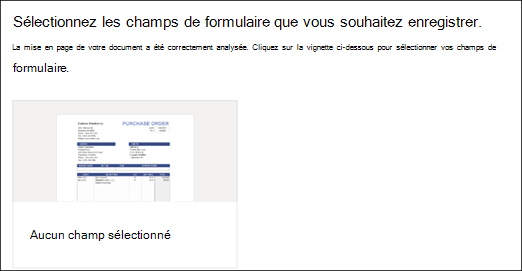 Sélectionnez les champs de formulaire que vous souhaitez enregistrer.
La mise en page de votre document a été correctement analysée. Cliquez sur la vignette ci-dessous pour sélectionner vos champs de
formulaire.
PURCHASE ORDER
Aucun champ sélectionné